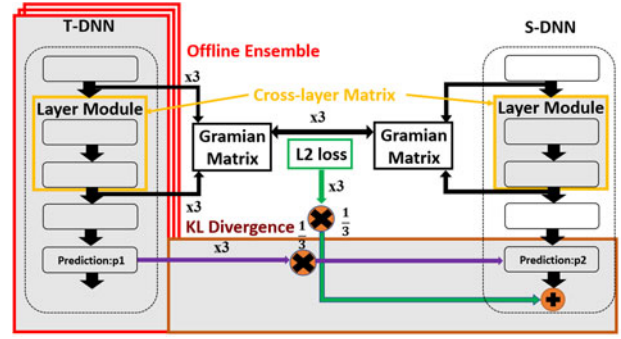 T-DNN
S-DNN
Offline Ensemble
x3
Layer Module
Cross-layer Matrix
Layer Module
x3
Gramian
Matrix
Gramian
Matrix
L2 loss
x3
x3
KL Divergence
1
3
1
3
x3
Prediction:p1
Prediction:p2